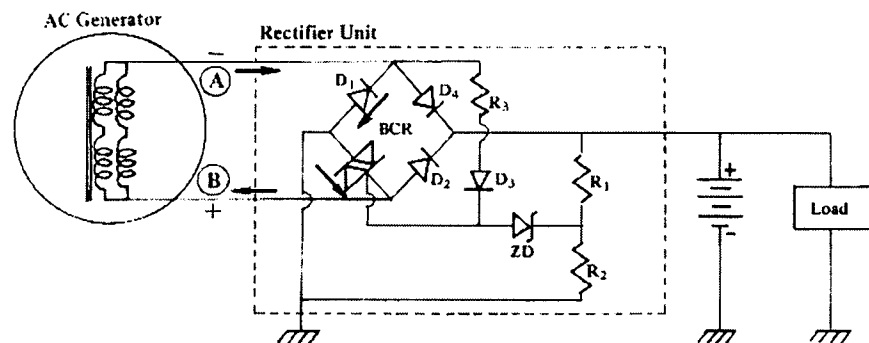 AC Generator
Rectifier Unit
−
A
B
+
D1
D4
R3
BCR
D2
D3
R1
ZD
R2
+
-
Load